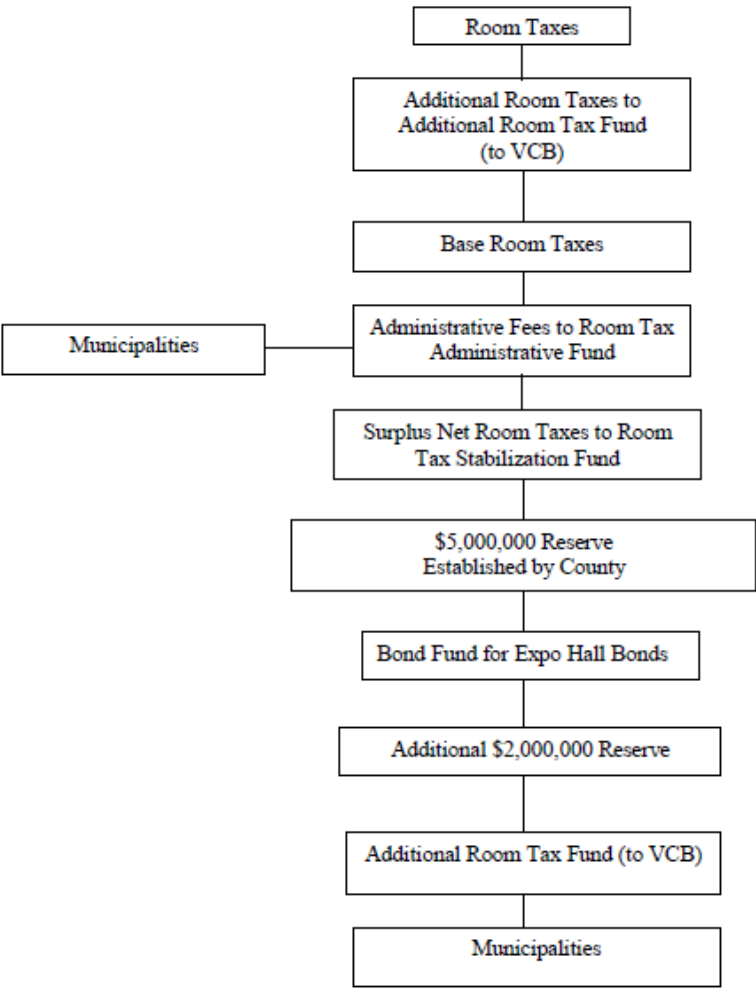 Room Taxes
Additional Room Taxes to
Additional Room Tax Fund
(to VCB)
Base Room Taxes
Municipalities
Administrative Fees to Room Tax
Administrative Fund
Surplus Net Room Taxes to Room
Tax Stabilization Fund
$5,000,000 Reserve
Established by County
Bond Fund for Expo Hall Bonds
Additional $2,000,000 Reserve
Additional Room Tax Fund (to VCB)
Municipalities